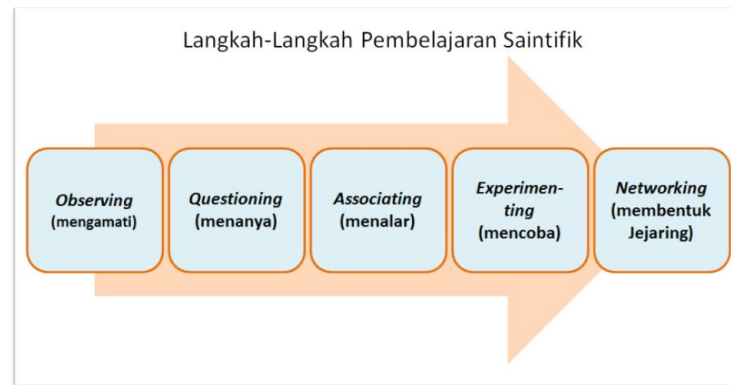 Langkah-Langkah Pembelajaran Saintifik
Observing
(mengamati)
Questioning
(menanya)
Associating
(menalar)
Experimen-
ting
(mencoba)
Networking
(membentuk
Jejaring)